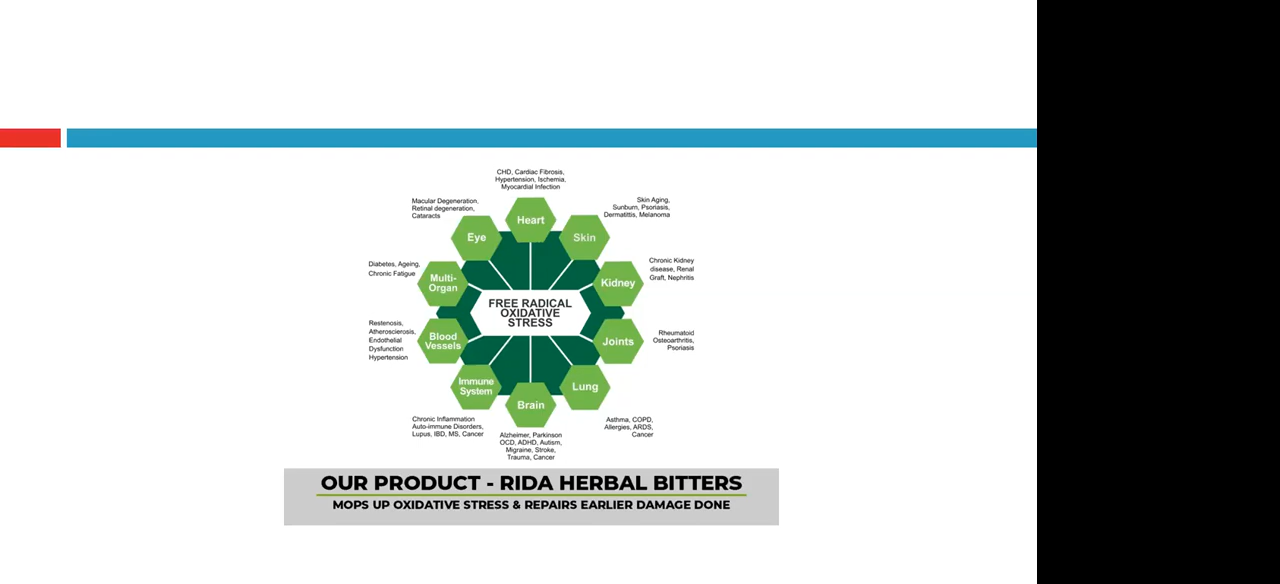 CHD, Cardiac Fibrosis,
Hypertension, Ischemia,
Myocardial Infection
Heart
Macular Degeneration,
Retinal degeneration,
Cataracts
Eye
Skin Aging,
Sunburn, Psoriasis,
Dermatittis, Melanoma
Skin
Diabetes, Ageing,
Chronic Fatigue
Multi-
Organ
Chronic Kidney
disease, Renal
Graft, Nephritis
Kidney
FREE RADICAL
OXIDATIVE
STRESS
Restenosis,
Atheroscierosis,
Endothelial
Dysfunction
Hypertension
Blood
Vessels
Rheumatoid
Osteoarthritis,
Psoriasis
Joints
Immune
System
Chronic Inflamation
Auto-immune Disorders,
Lupus, IBD, MS, Cancer
Brain
Alzheimer, Parkinson
OCD, ADHD, Autism,
Migraine, Stroke,
Trauma, Cancer
Lung
Asthma, COPD,
Allergies, ARDS,
Cancer
OUR PRODUCT - RIDA HERBAL BITTERS
MOPS UP OXIDATIVE STRESS & REPAIRS EARLIER DAMAGE DONE